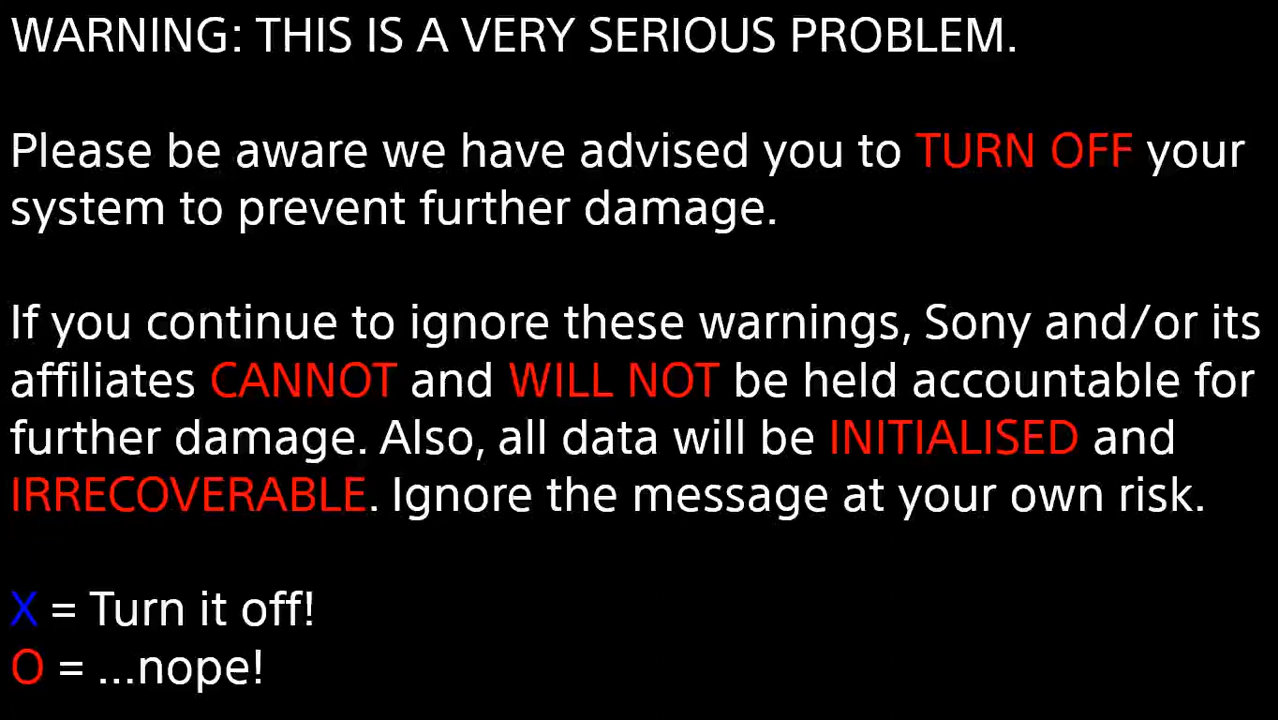 WARNING: THIS IS A VERY SERIOUS PROBLEM.
Please be aware we have advised you to TURN OFF your
system to prevent further damage.
If you continue to ignore these warnings, Sony and/or its
affiliates CANNOT and WILL NOT be held accountable for
further damage. Also, all data will be INITIALISED and
IRRECOVERABLE. Ignore the message at your own risk.
X = Turn it off!
O = ...nope!